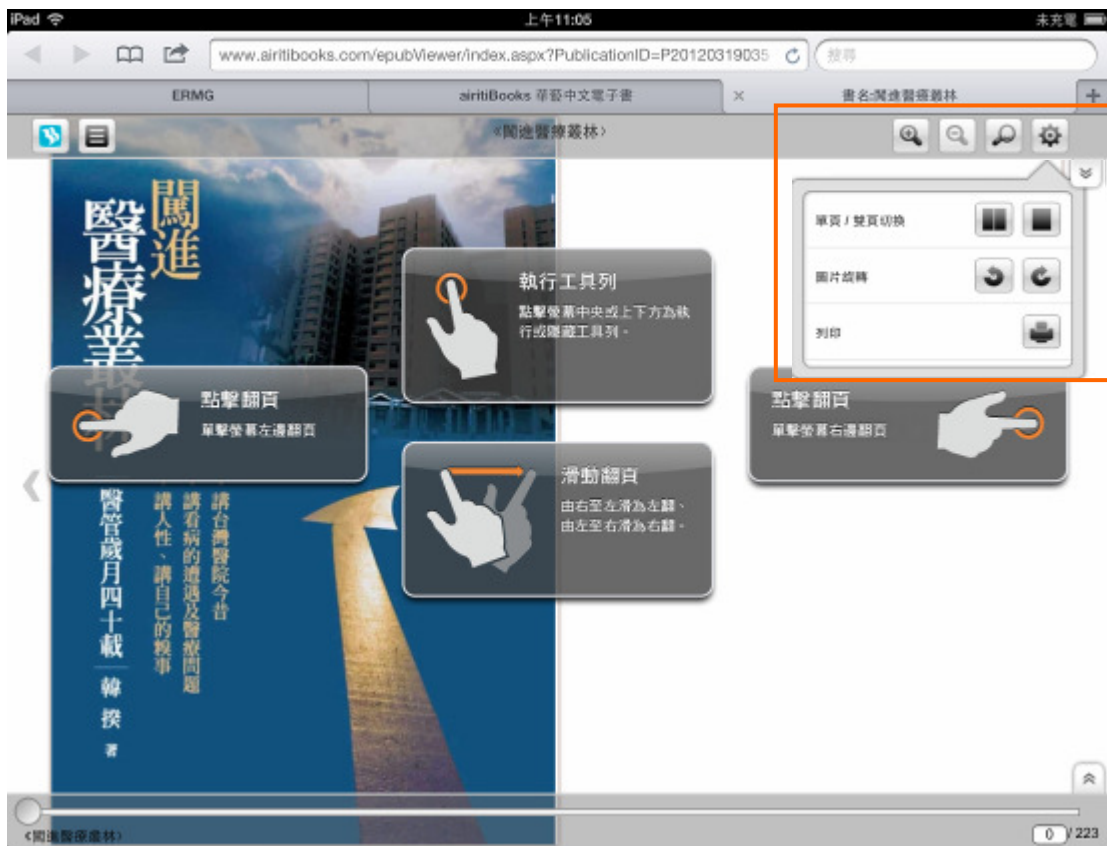 iPad
上午11:05
未充電
www.airitibooks.com/epubViewer/index.aspx?PublicationID=P20120319035
搜尋
ERMG
airitiBooks 華藝中文電子書
書名:闖進醫療叢林
《闖進醫療叢林》
單頁 / 雙頁切換
圖片旋轉
列印
闖進
醫療叢林
執行工具列
點擊螢幕中央或上下方為執
行或隱藏工具列。
點擊翻頁
單擊螢幕左邊翻頁
點擊翻頁
單擊螢幕右邊翻頁
滑動翻頁
由右至左滑為左翻、
由左至右滑為右翻。
講台灣醫院今昔
講看病的遭遇及醫療問題
講人性、講自己的糗事
醫管歲月四十載
韓揆 著
《闖進醫療叢林》
0 / 223